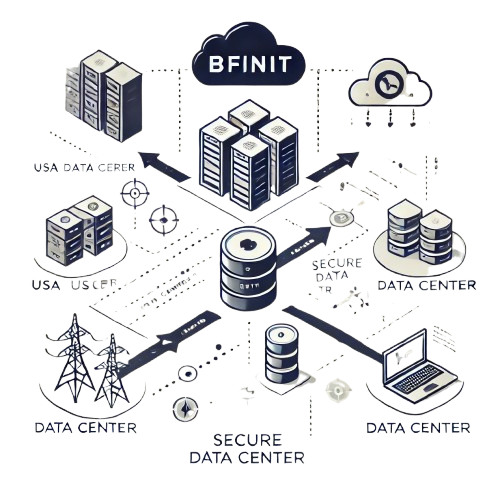 BFINIT
USA DATA CERER
SECURE
DATA
USA
DATA CENTER
DATA CENTER
DATA CENTER
SECURE
DATA CENTER